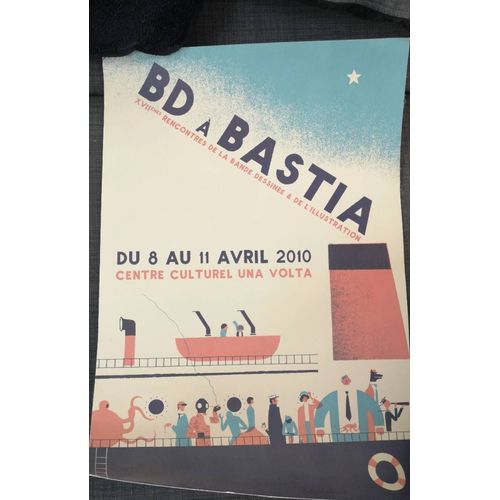 BD A BASTIA
XVIIèmes RENCONTRES DE LA BANDE DESSINÉE & DE L'ILLUSTRATION
DU 8 AU 11 AVRIL 2010
CENTRE CULTUREL UNA VOLTA